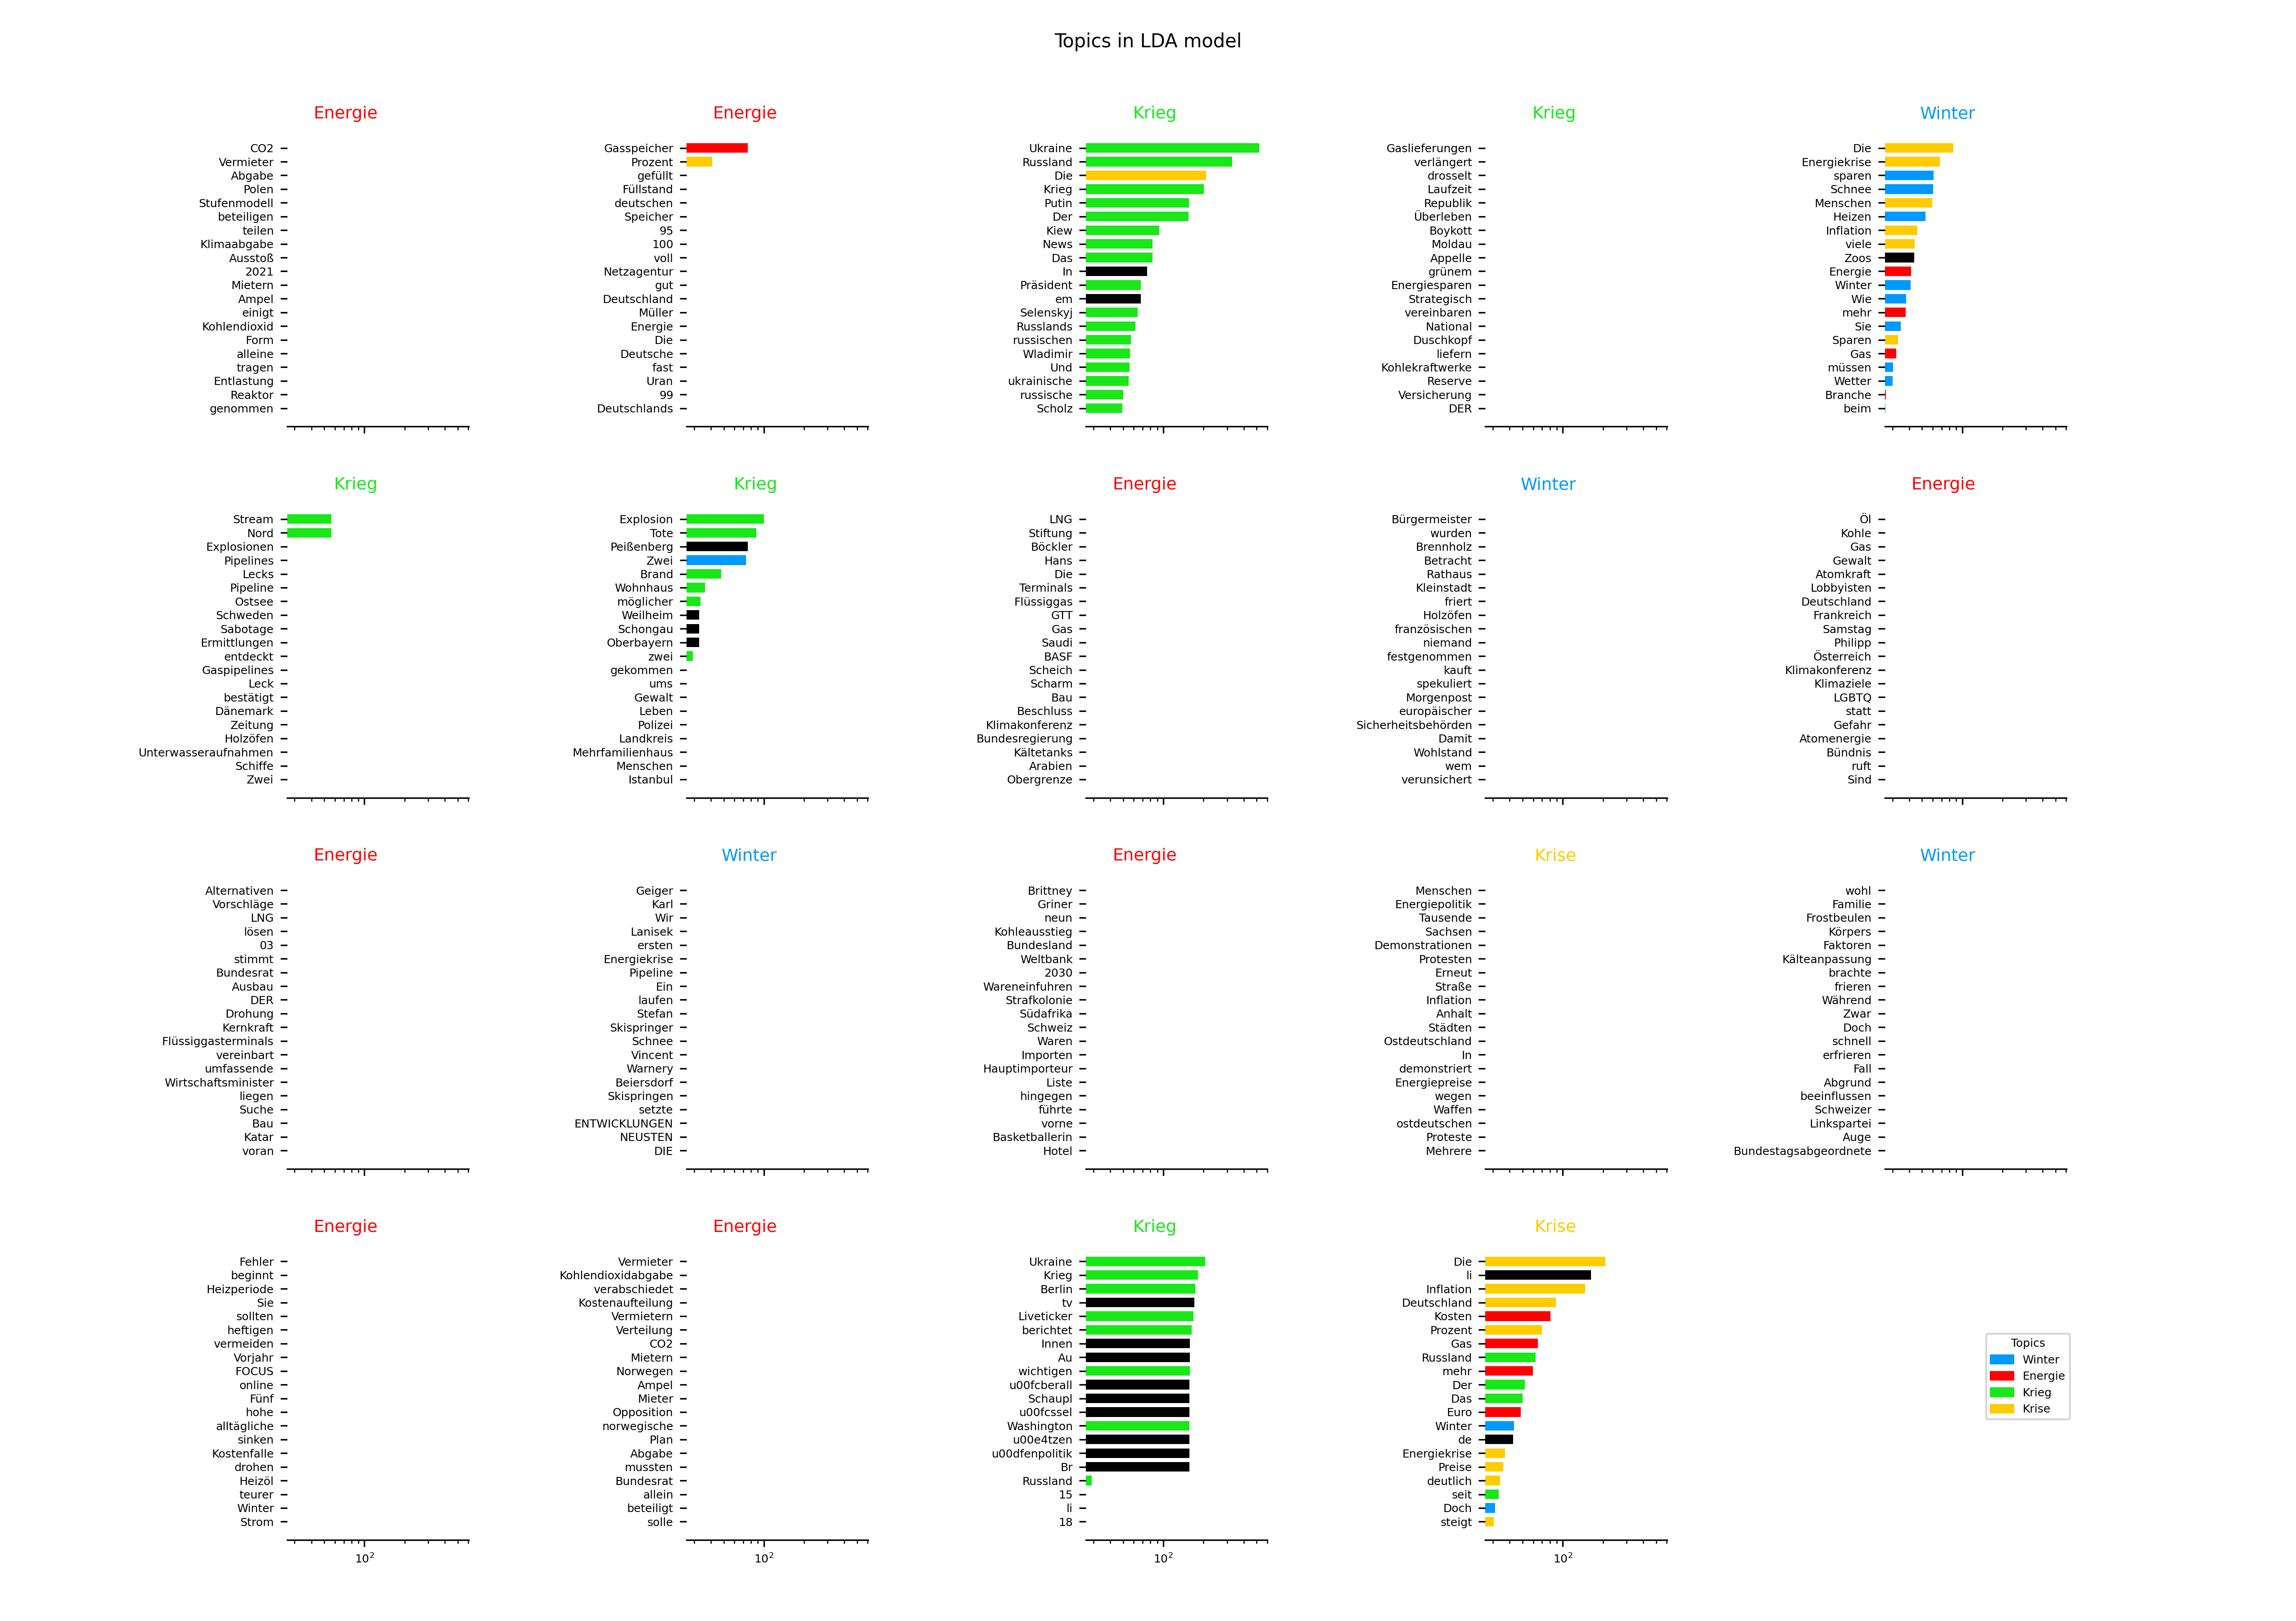 Topics in LDA model
Energie
CO2
Vermieter
Abgabe
Polen
Stufenmodell
beteiligen
teilen
Klimaabgabe
Ausstoß
2021
Mietern
Ampel
einigt
Kohlendioxid
Form
alleine
tragen
Entlastung
Reaktor
genommen
Energie
Gasspeicher
Prozent
gefüllt
Füllstand
deutschen
Speicher
95
100
voll
Netzagentur
gut
Deutschland
Müller
Energie
Die
Deutsche
fast
Uran
99
Deutschlands
Krieg
Ukraine
Russland
Die
Krieg
Putin
Der
Kiew
News
Das
In
Präsident
em
Selenskyj
Russlands
russischen
Wladimir
Und
ukrainische
russische
Scholz
Krieg
Gaslieferungen
verlängert
drosselt
Laufzeit
Republik
Überleben
Boykott
Moldau
Appelle
grünem
Energiesparen
Strategisch
vereinbaren
National
Duschkopf
liefern
Kohlekraftwerke
Reserve
Versicherung
DER
Winter
Die
Energiekrise
sparen
Schnee
Menschen
Heizen
Inflation
viele
Zoos
Energie
Winter
Wie
mehr
Sie
Sparen
Gas
müssen
Wetter
Branche
beim
Krieg
Stream
Nord
Explosionen
Pipelines
Lecks
Pipeline
Ostsee
Schweden
Sabotage
Ermittlungen
entdeckt
Gaspipelines
Leck
bestätigt
Dänemark
Zeitung
Holzöfen
Unterwasseraufnahmen
Schiffe
Zwei
Krieg
Explosion
Tote
Peißenberg
Zwei
Brand
Wohnhaus
möglicher
Weilheim
Schongau
Oberbayern
zwei
gekommen
ums
Gewalt
Leben
Polizei
Landkreis
Mehrfamilienhaus
Menschen
Istanbul
Energie
LNG
Stiftung
Böckler
Hans
Die
Terminals
Flüssiggas
GTT
Gas
Saudi
BASF
Scheich
Scharm
Bau
Beschluss
Klimakonferenz
Bundesregierung
Kältetanks
Arabien
Obergrenze
Winter
Bürgermeister
wurden
Brennholz
Betracht
Rathaus
Kleinstadt
friert
Holzöfen
französischen
niemand
festgenommen
kauft
spekuliert
Morgenpost
europäischer
Sicherheitsbehörden
Damit
Wohlstand
wem
verunsichert
Energie
Öl
Kohle
Gas
Gewalt
Atomkraft
Lobbyisten
Deutschland
Frankreich
Samstag
Philipp
Österreich
Klimakonferenz
Klimaziele
LGBTQ
statt
Gefahr
Atomenergie
Bündnis
ruft
Sind
Energie
Alternativen
Vorschläge
LNG
lösen
03
stimmt
Bundesrat
Ausbau
DER
Drohung
Kernkraft
Flüssiggasterminals
vereinbart
umfassende
Wirtschaftsminister
liegen
Suche
Bau
Katar
voran
Winter
Geiger
Karl
Wir
Lanisek
ersten
Energiekrise
Pipeline
Ein
laufen
Stefan
Skispringer
Schnee
Vincent
Warnery
Beiersdorf
Skispringen
setzte
ENTWICKLUNGEN
NEUSTEN
DIE
Energie
Brittney
Griner
neun
Kohleausstieg
Bundesland
Weltbank
2030
Wareneinfuhren
Strafkolonie
Südafrika
Schweiz
Waren
Importen
Hauptimporteur
Liste
hingegen
führte
vorne
Basketballerin
Hotel
Krise
Menschen
Energiepolitik
Tausende
Sachsen
Demonstrationen
Protesten
Erneut
Straße
Inflation
Anhalt
Städten
Ostdeutschland
In
demonstriert
Energiepreise
wegen
Waffen
ostdeutschen
Proteste
Mehrere
Winter
wohl
Familie
Frostbeulen
Körpers
Faktoren
Kälteanpassung
brachte
frieren
Während
Zwar
Doch
schnell
erfrieren
Fall
Abgrund
beeinflussen
Schweizer
Linkspartei
Auge
Bundestagsabgeordnete
Energie
Fehler
beginnt
Heizperiode
Sie
sollten
heftigen
vermeiden
Vorjahr
FOCUS
online
Fünf
hohe
alltägliche
sinken
Kostenfalle
drohen
Heizöl
teurer
Winter
Strom
10²
Energie
Vermieter
Kohlendioxidabgabe
verabschiedet
Kostenaufteilung
Vermietern
Verteilung
CO2
Mietern
Norwegen
Ampel
Mieter
Opposition
norwegische
Plan
Abgabe
mussten
Bundesrat
allein
beteiligt
solle
10²
Krieg
Ukraine
Krieg
Berlin
tv
Liveticker
berichtet
Innen
Au
wichtigen
u00fcberall
Schaupl
u00fcssel
Washington
u00e4tzen
u00dfenpolitik
Br
Russland
15
li
18
10²
Krise
Die
li
Inflation
Deutschland
Kosten
Prozent
Gas
Russland
mehr
Der
Das
Euro
Winter
de
Energiekrise
Preise
deutlich
seit
Doch
steigt
10²
Topics
Winter
Energie
Krieg
Krise